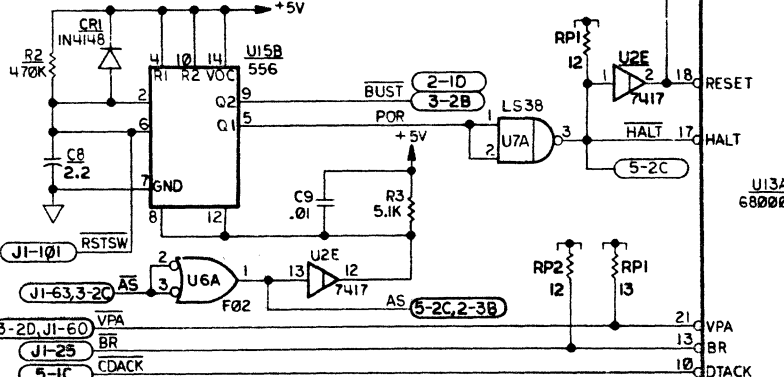 +5V
CR1
1N4148
R2
470K
4 10 14
R1 R2 VOC
U15B
556
2
6
Q2 9
Q1 5
BUST
2-1D
3-2B
POR
+5V
LS38
1
2
U7A
3
RP1
12
U2E
1 2
7417
18 RESET
HALT 17 HALT
5-2C
U13A
68000
C8
2.2
7 GND
8 12
C9
.01
R3
5.1K
J1-101 RSTSW
J1-63,3-2C AS
2
3
U6A
1
F02
U2E
13 12
7417
AS 5-2C,2-3B
RP2
12
RP1
13
3-2D,J1-60 VPA 21 VPA
J1-25 BR 13 BR
5-1C CDACK 10 DTACK